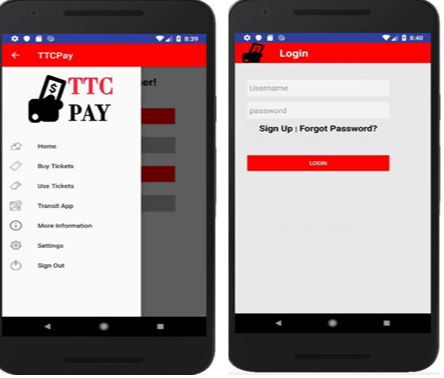 8:39
TTCPay
TTC
PAY
ser!
Home
Buy Tickets
Use Tickets
Transit App
More Information
Settings
Sign Out
8:40
Login
Username
password
Sign Up | Forgot Password?
LOGIN